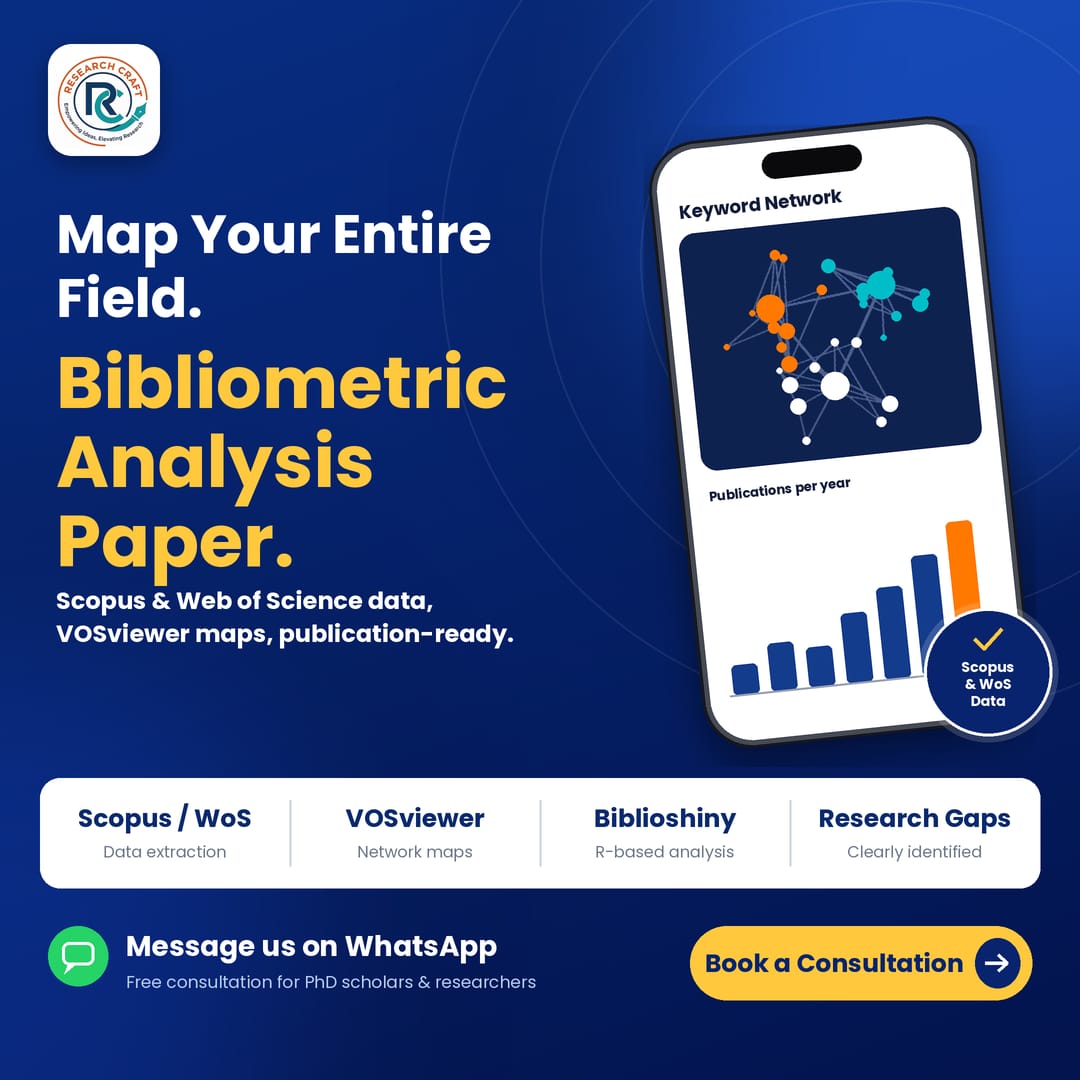 RESEARCH CRAFT
RC
Empowering Ideas, Elevating Research
Map Your Entire
Field.
Bibliometric
Analysis
Paper.
Scopus & Web of Science data,
VOSviewer maps, publication-ready.
Keyword Network
Publications per year
Scopus
& WoS
Data
Scopus / WoS
Data extraction
VOSviewer
Network maps
Biblioshiny
R-based analysis
Research Gaps
Clearly identified
Message us on WhatsApp
Free consultation for PhD scholars & researchers
Book a Consultation